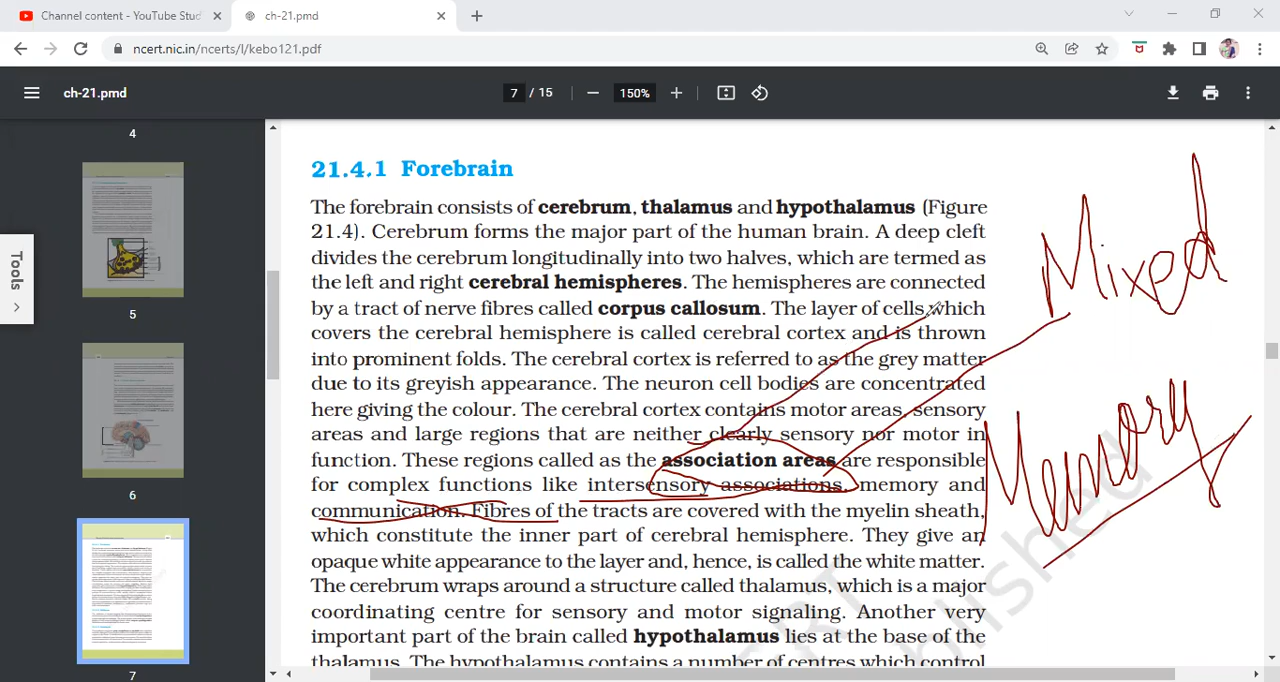 Channel content - YouTube Stud
ch-21.pmd
ncert.nic.in/ncerts/l/kebo121.pdf
ch-21.pmd
7 / 15
150%
4
5
6
7
Tools
21.4.1 Forebrain
The forebrain consists of cerebrum, thalamus and hypothalamus (Figure
21.4). Cerebrum forms the major part of the human brain. A deep cleft
divides the cerebrum longitudinally into two halves, which are termed as
the left and right cerebral hemispheres. The hemispheres are connected
by a tract of nerve fibres called corpus callosum. The layer of cells which
covers the cerebral hemisphere is called cerebral cortex and is thrown
into prominent folds. The cerebral cortex is referred to as the grey matter
due to its greyish appearance. The neuron cell bodies are concentrated
here giving the colour. The cerebral cortex contains motor areas, sensory
areas and large regions that are neither clearly sensory nor motor in
function. These regions called as the association areas are responsible
for complex functions like intersensory associations, memory and
communication. Fibres of the tracts are covered with the myelin sheath,
which constitute the inner part of cerebral hemisphere. They give an
opaque white appearance to the layer and, hence, is called the white matter.
The cerebrum wraps around a structure called thalamus, which is a major
coordinating centre for sensory and motor signaling. Another very
important part of the brain called hypothalamus lies at the base of the
thalamus. The hypothalamus contains a number of centres which control
Mixed
Memory